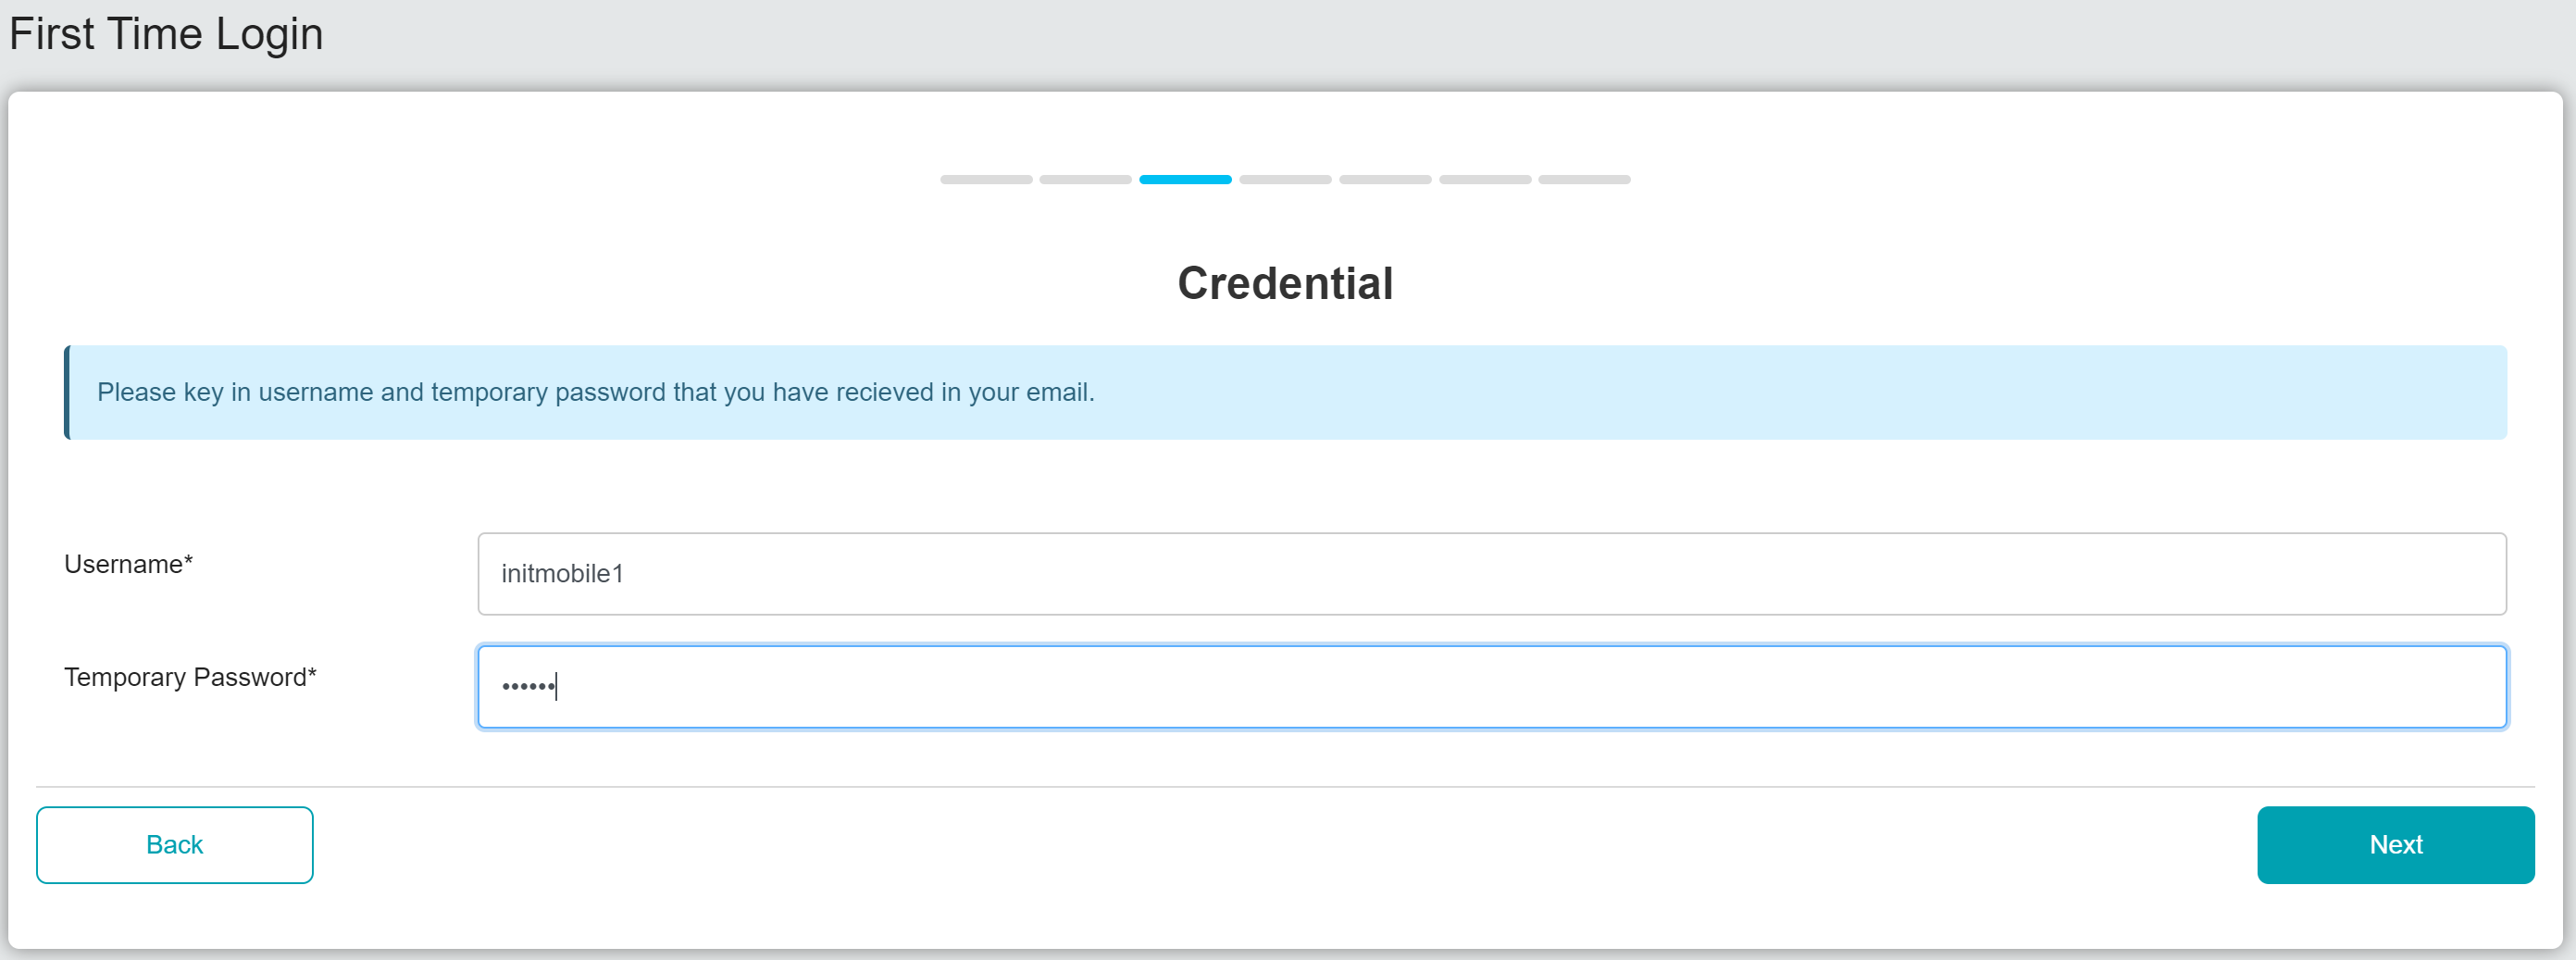 First Time Login
Credential
Please key in username and temporary password that you have recieved in your email.
Username*
initmobile1
Temporary Password*
••••••
Back
Next